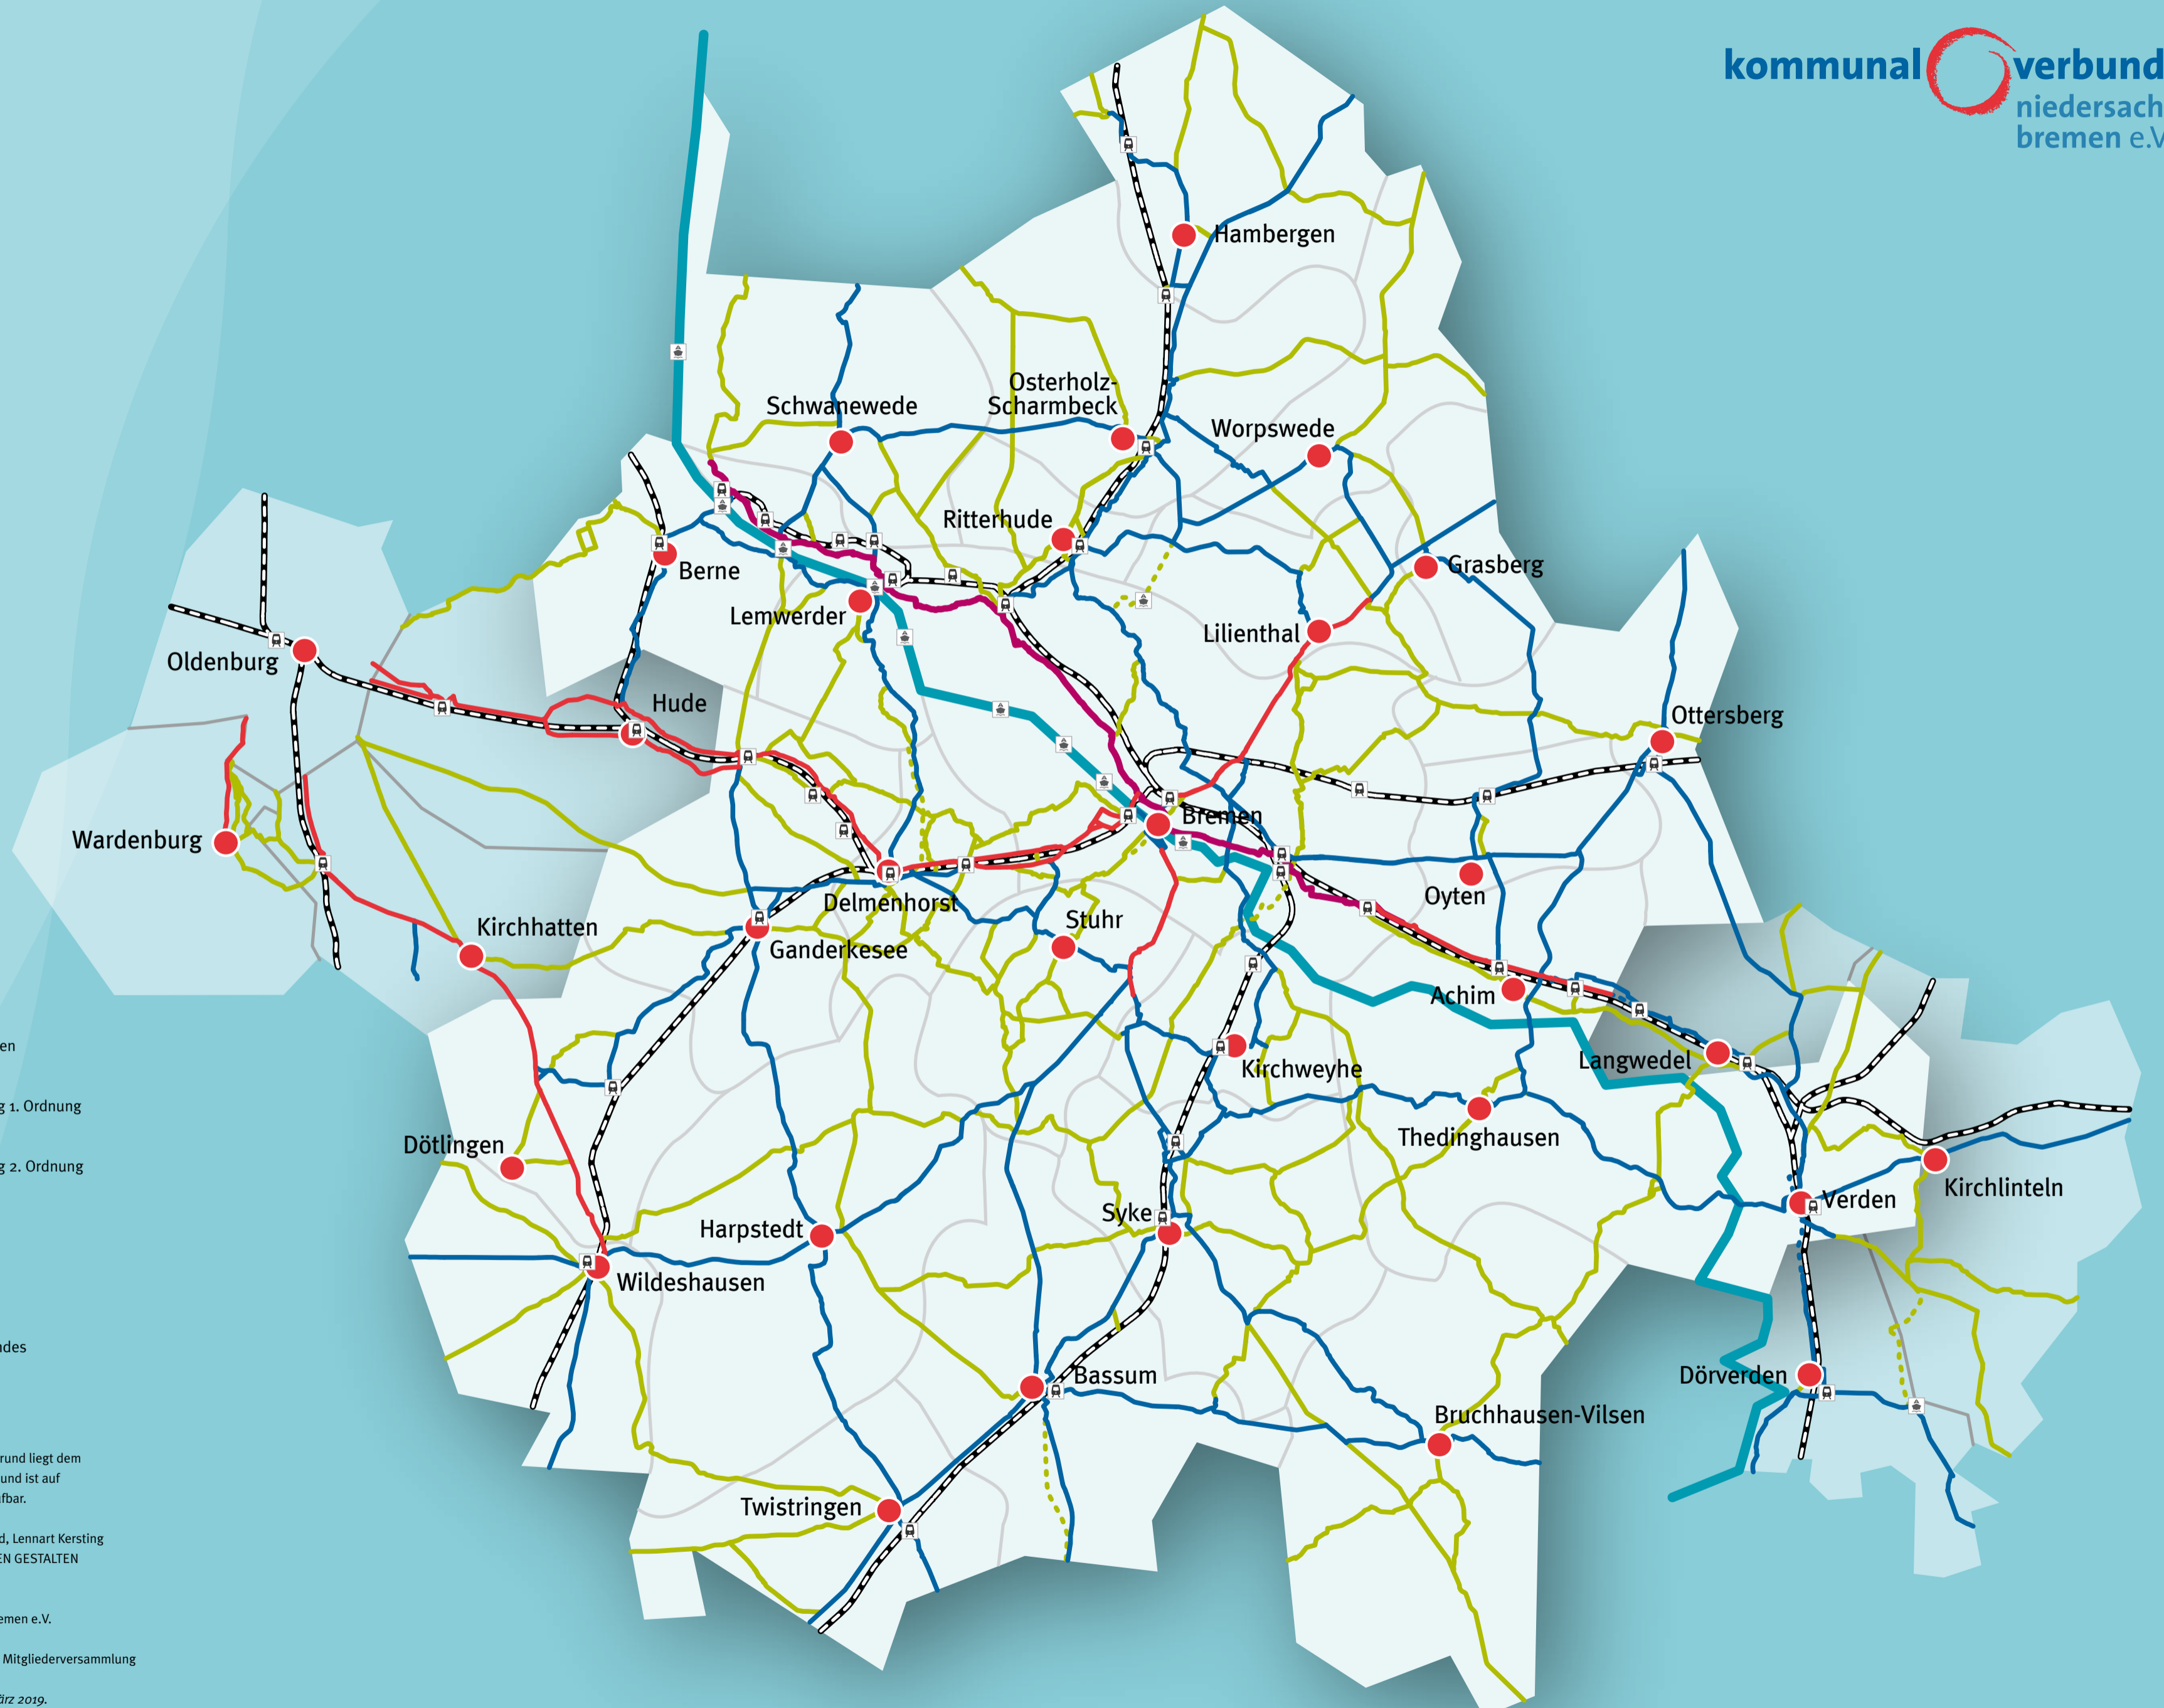 kommunal verbund
niedersach
bremen e.V
Hambergen
Osterholz-
Scharmbeck
Schwanewede
Worpswede
Ritterhude
Grasberg
Berne
Lemwerder
Lilienthal
Oldenburg
Hude
Ottersberg
Wardenburg
Bremen
Oyten
Delmenhorst
Kirchhatten
Stuhr
Ganderkesee
Achim
Langwedel
Kirchweyhe
Thedinghausen
Dötlingen
Kirchlinteln
Verden
Syke
Harpstedt
Wildeshausen
Bassum
Dörverden
Bruchhausen-Vilsen
Twistringen
en
g 1. Ordnung
g 2. Ordnung
ndes
rund liegt dem
und ist auf
fbar.
d, Lennart Kersting
EN GESTALTEN
emen e.V.
Mitgliederversammlung
ärz 2019.